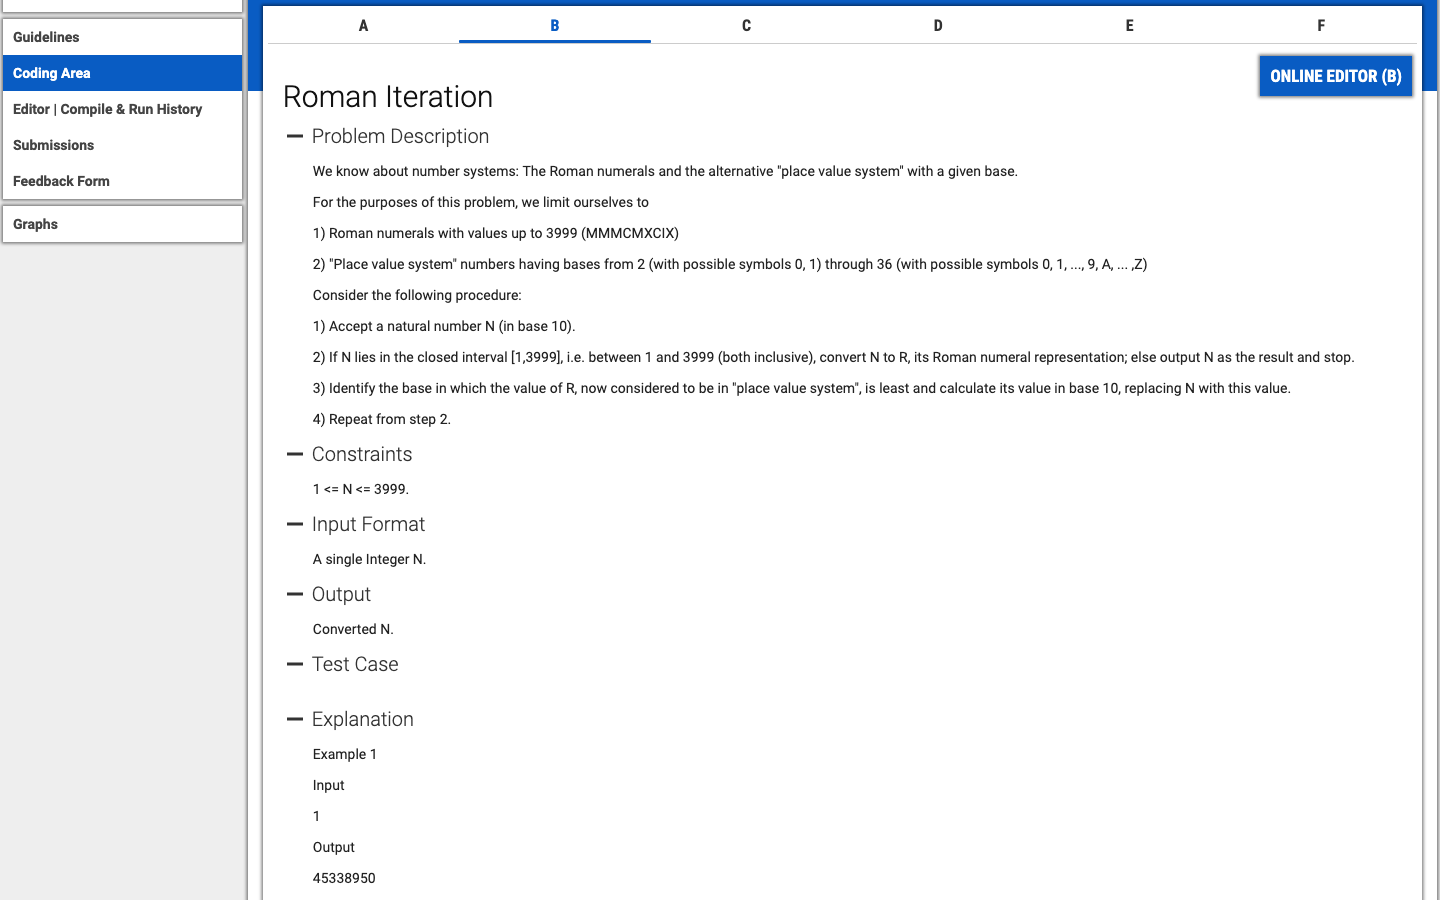 Guidelines
Coding Area
Editor | Compile & Run History
Submissions
Feedback Form
Graphs
A B C D E F
ONLINE EDITOR (B)
Roman Iteration
Problem Description
We know about number systems: The Roman numerals and the alternative "place value system" with a given base.
For the purposes of this problem, we limit ourselves to
1) Roman numerals with values up to 3999 (MMMCMXCIX)
2) "Place value system" numbers having bases from 2 (with possible symbols 0, 1) through 36 (with possible symbols 0, 1, ..., 9, A, ... ,Z)
Consider the following procedure:
1) Accept a natural number N (in base 10).
2) If N lies in the closed interval [1,3999], i.e. between 1 and 3999 (both inclusive), convert N to R, its Roman numeral representation; else output N as the result and stop.
3) Identify the base in which the value of R, now considered to be in "place value system", is least and calculate its value in base 10, replacing N with this value.
4) Repeat from step 2.
Constraints
1 <= N <= 3999.
Input Format
A single Integer N.
Output
Converted N.
Test Case
Explanation
Example 1
Input
1
Output
45338950